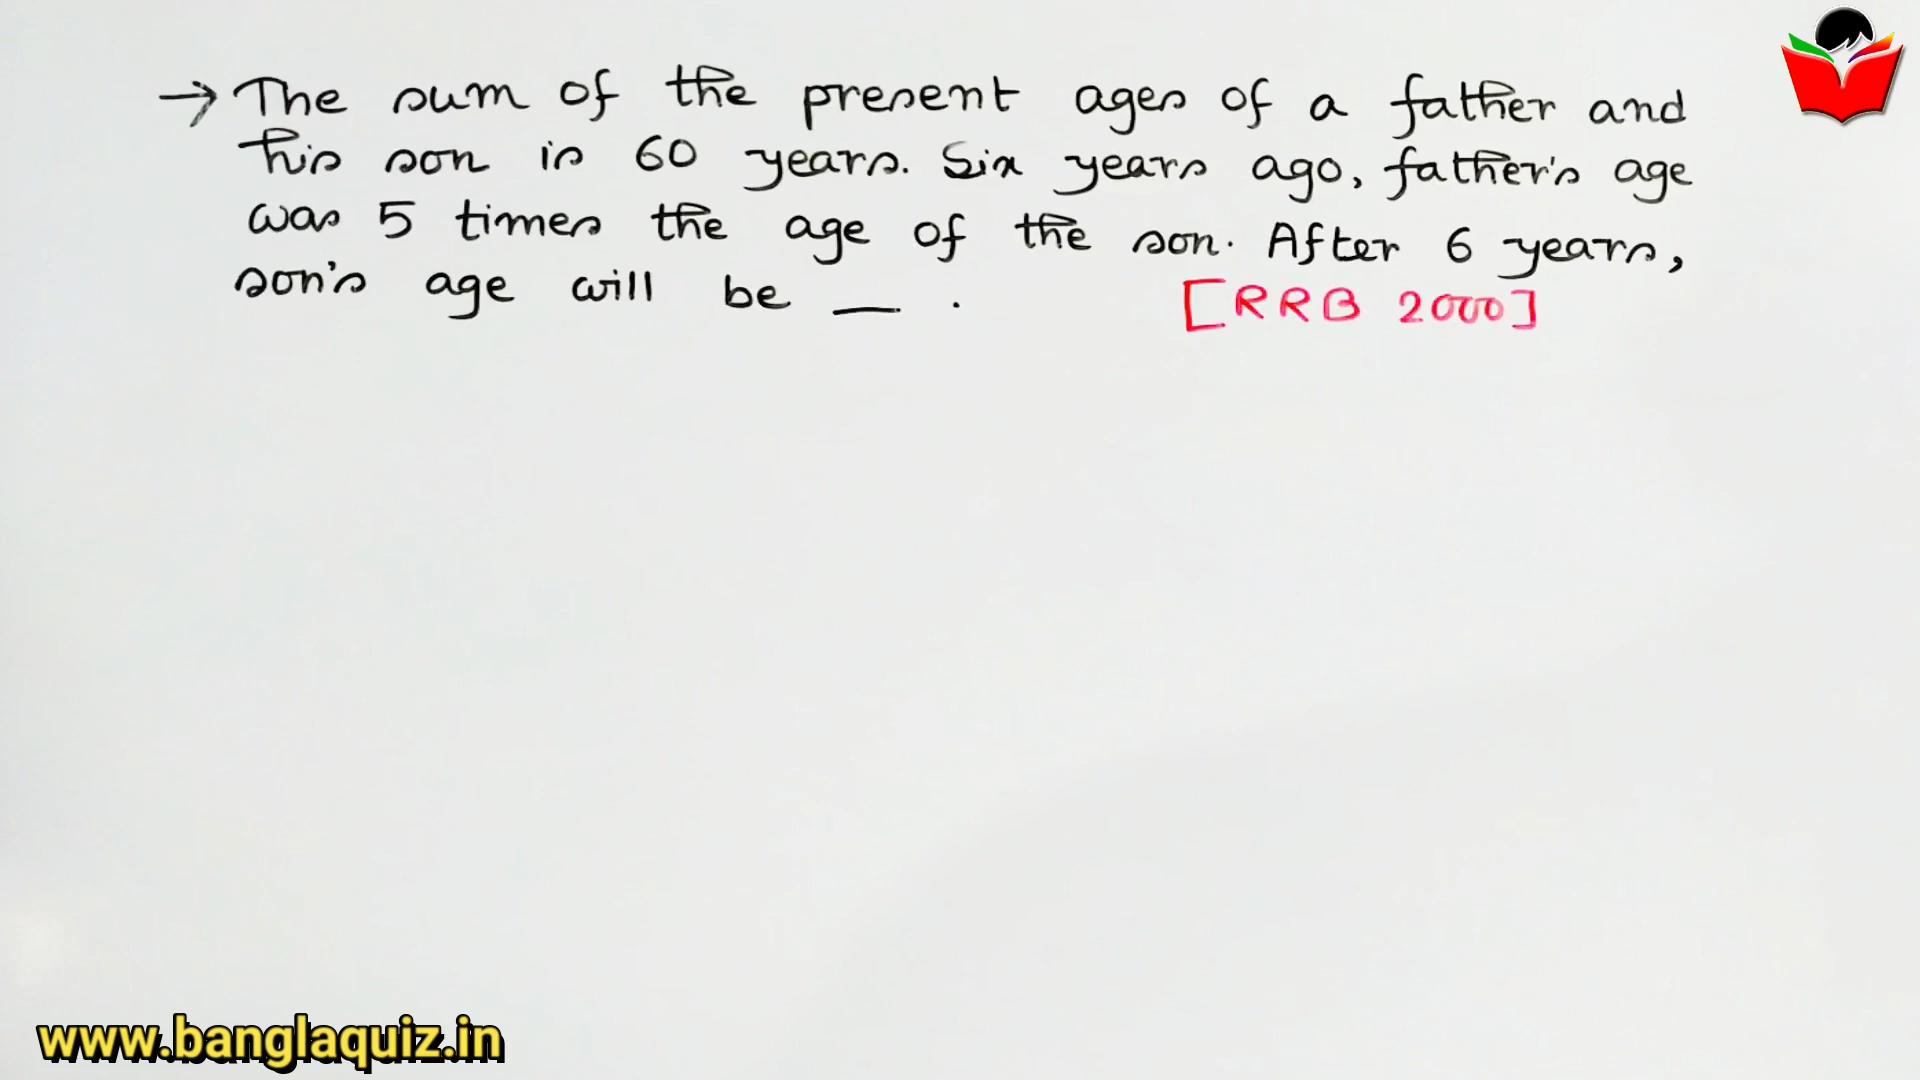 → The sum of the present ages of a father and
his son is 60 years. Six years ago, father's age
was 5 times the age of the son. After 6 years,
son's age will be __ .
[RRB 2000]
www.banglaquiz.in